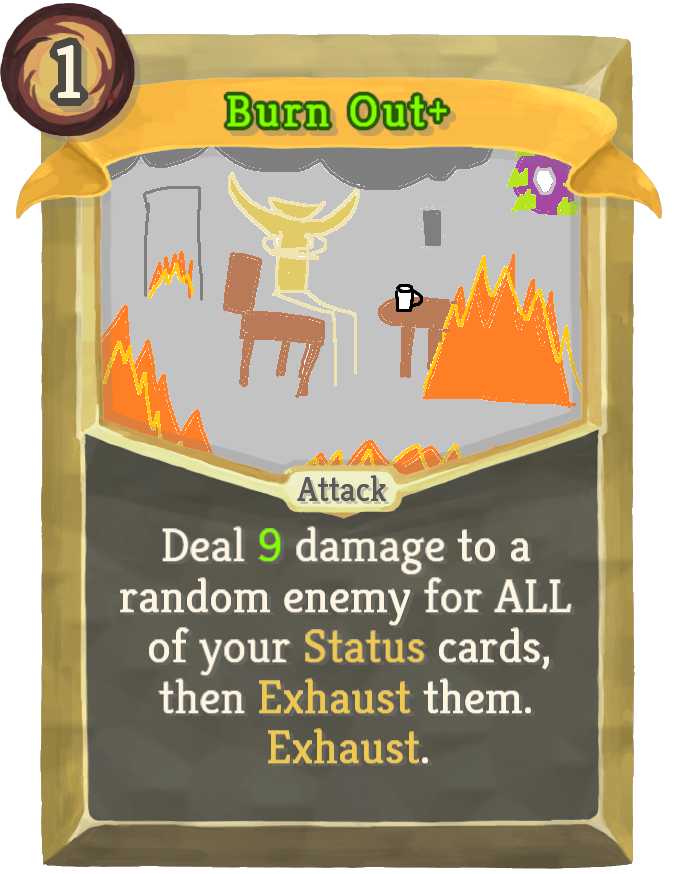 1
Burn Out+
Attack
Deal 9 damage to a
random enemy for ALL
of your Status cards,
then Exhaust them.
Exhaust.